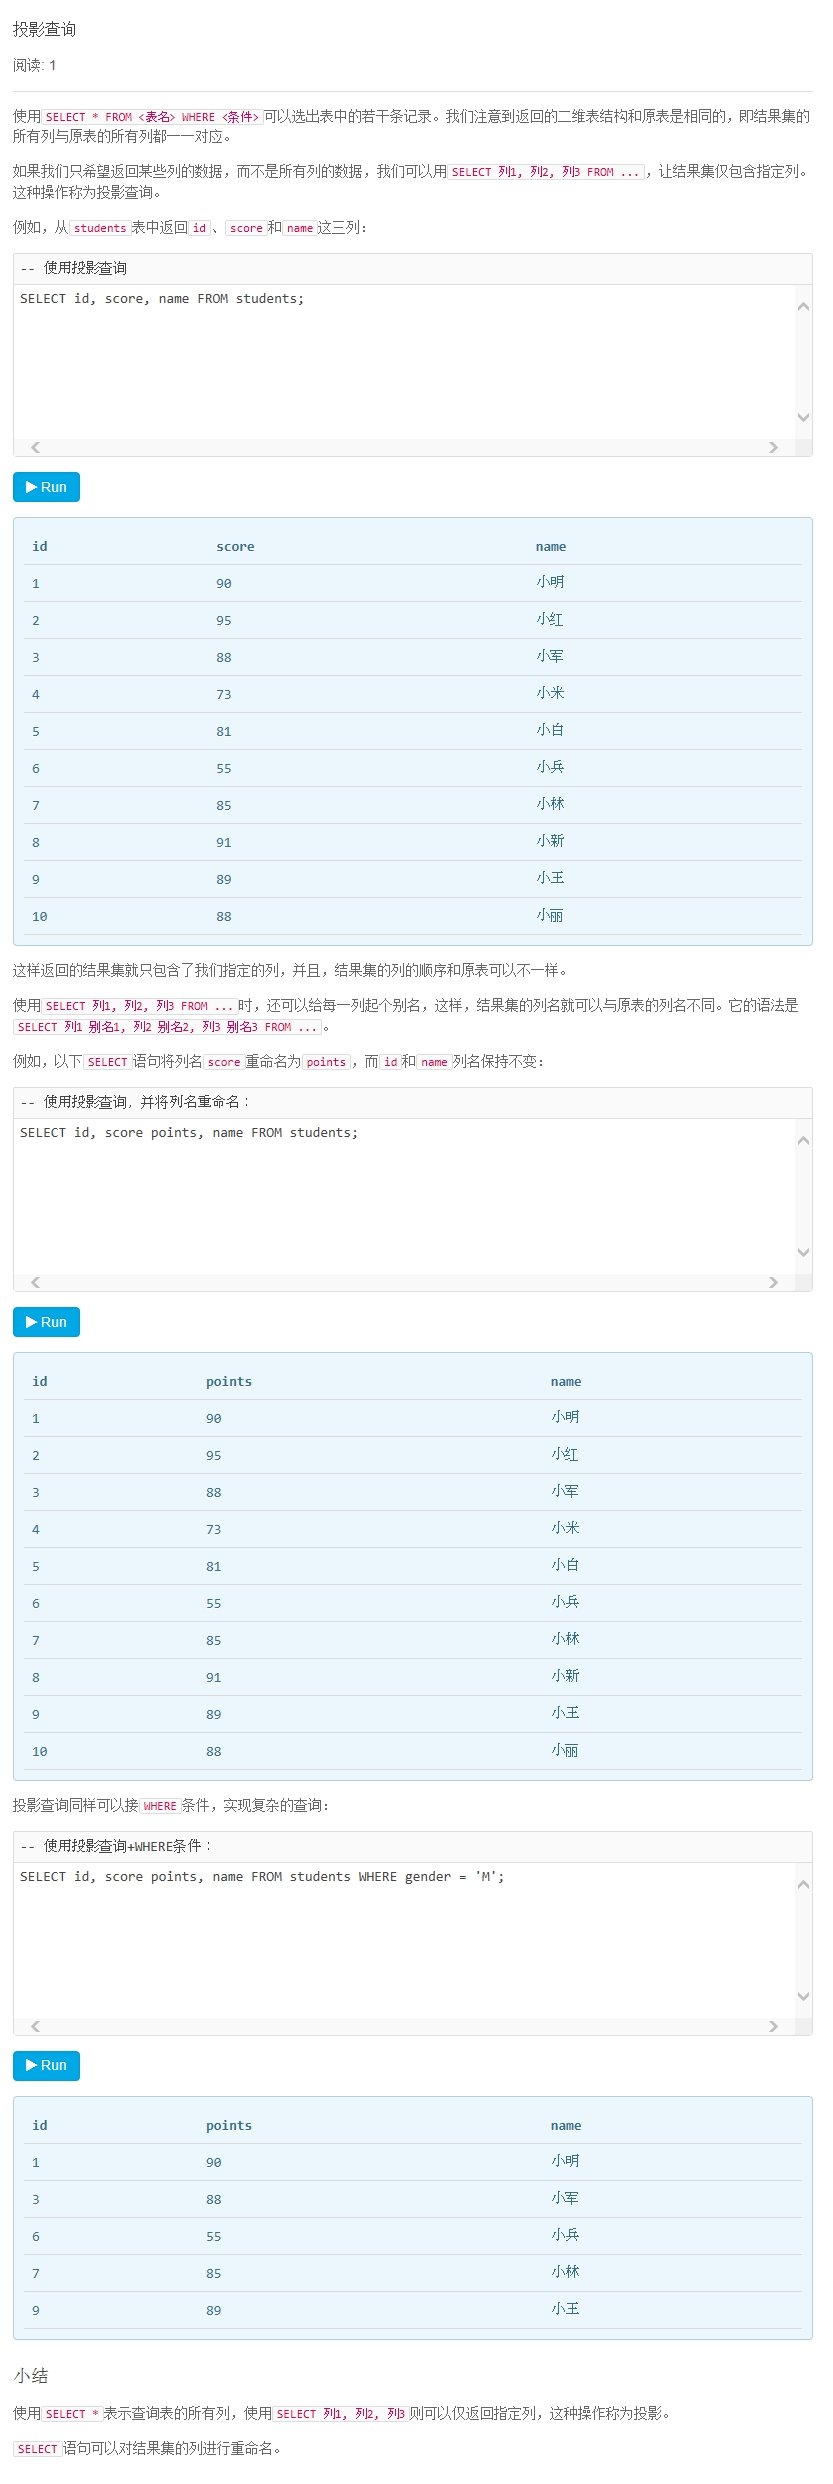 投影查询
阅读: 1
使用SELECT * FROM <表名> WHERE <条件>可以选出表中的若干条记录。我们注意到返回的二维表结构和原表是相同的，即结果集的
所有列与原表的所有列都一一对应。
如果我们只希望返回某些列的数据，而不是所有列的数据，我们可以用SELECT 列1, 列2, 列3 FROM ...，让结果集仅包含指定列。
这种操作称为投影查询。
例如，从students表中返回id、score和name这三列：
-- 使用投影查询
SELECT id, score, name FROM students;
Run
id score name
1 90 小明
2 95 小红
3 88 小军
4 73 小米
5 81 小白
6 55 小兵
7 85 小林
8 91 小新
9 89 小王
10 88 小丽
这样返回的结果集就只包含了我们指定的列，并且，结果集的列的顺序和原表可以不一样。
使用SELECT 列1, 列2, 列3 FROM ...时，还可以给每一列起个别名，这样，结果集的列名就可以与原表的列名不同。它的语法是
SELECT 列1 别名1, 列2 别名2, 列3 别名3 FROM ...。
例如，以下SELECT语句将列名score重命名为points，而id和name列名保持不变：
-- 使用投影查询，并将列名重命名：
SELECT id, score points, name FROM students;
Run
id points name
1 90 小明
2 95 小红
3 88 小军
4 73 小米
5 81 小白
6 55 小兵
7 85 小林
8 91 小新
9 89 小王
10 88 小丽
投影查询同样可以接WHERE条件，实现复杂的查询：
-- 使用投影查询+WHERE条件：
SELECT id, score points, name FROM students WHERE gender = 'M';
Run
id points name
1 90 小明
3 88 小军
6 55 小兵
7 85 小林
9 89 小王
小结
使用SELECT *表示查询表的所有列，使用SELECT 列1, 列2, 列3则可以仅返回指定列，这种操作称为投影。
SELECT语句可以对结果集的列进行重命名。